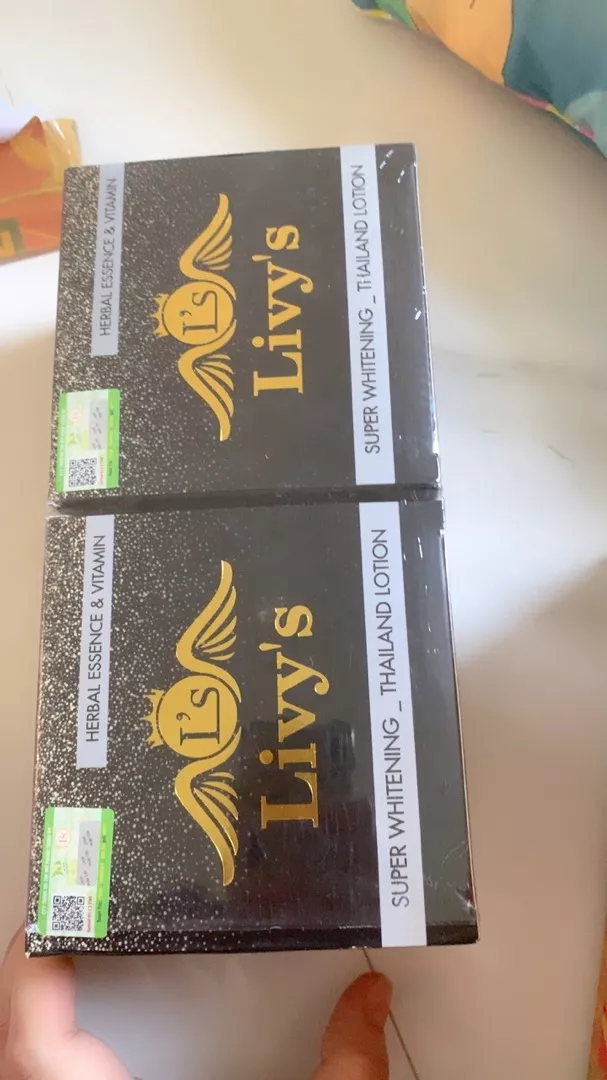 HERBAL ESSENCE & VITAMIN
L's
Livy's
SUPER WHITENING _ THAILAND LOTION
HERBAL ESSENCE & VITAMIN
L's
Livy's
SUPER WHITENING _ THAILAND LOTION